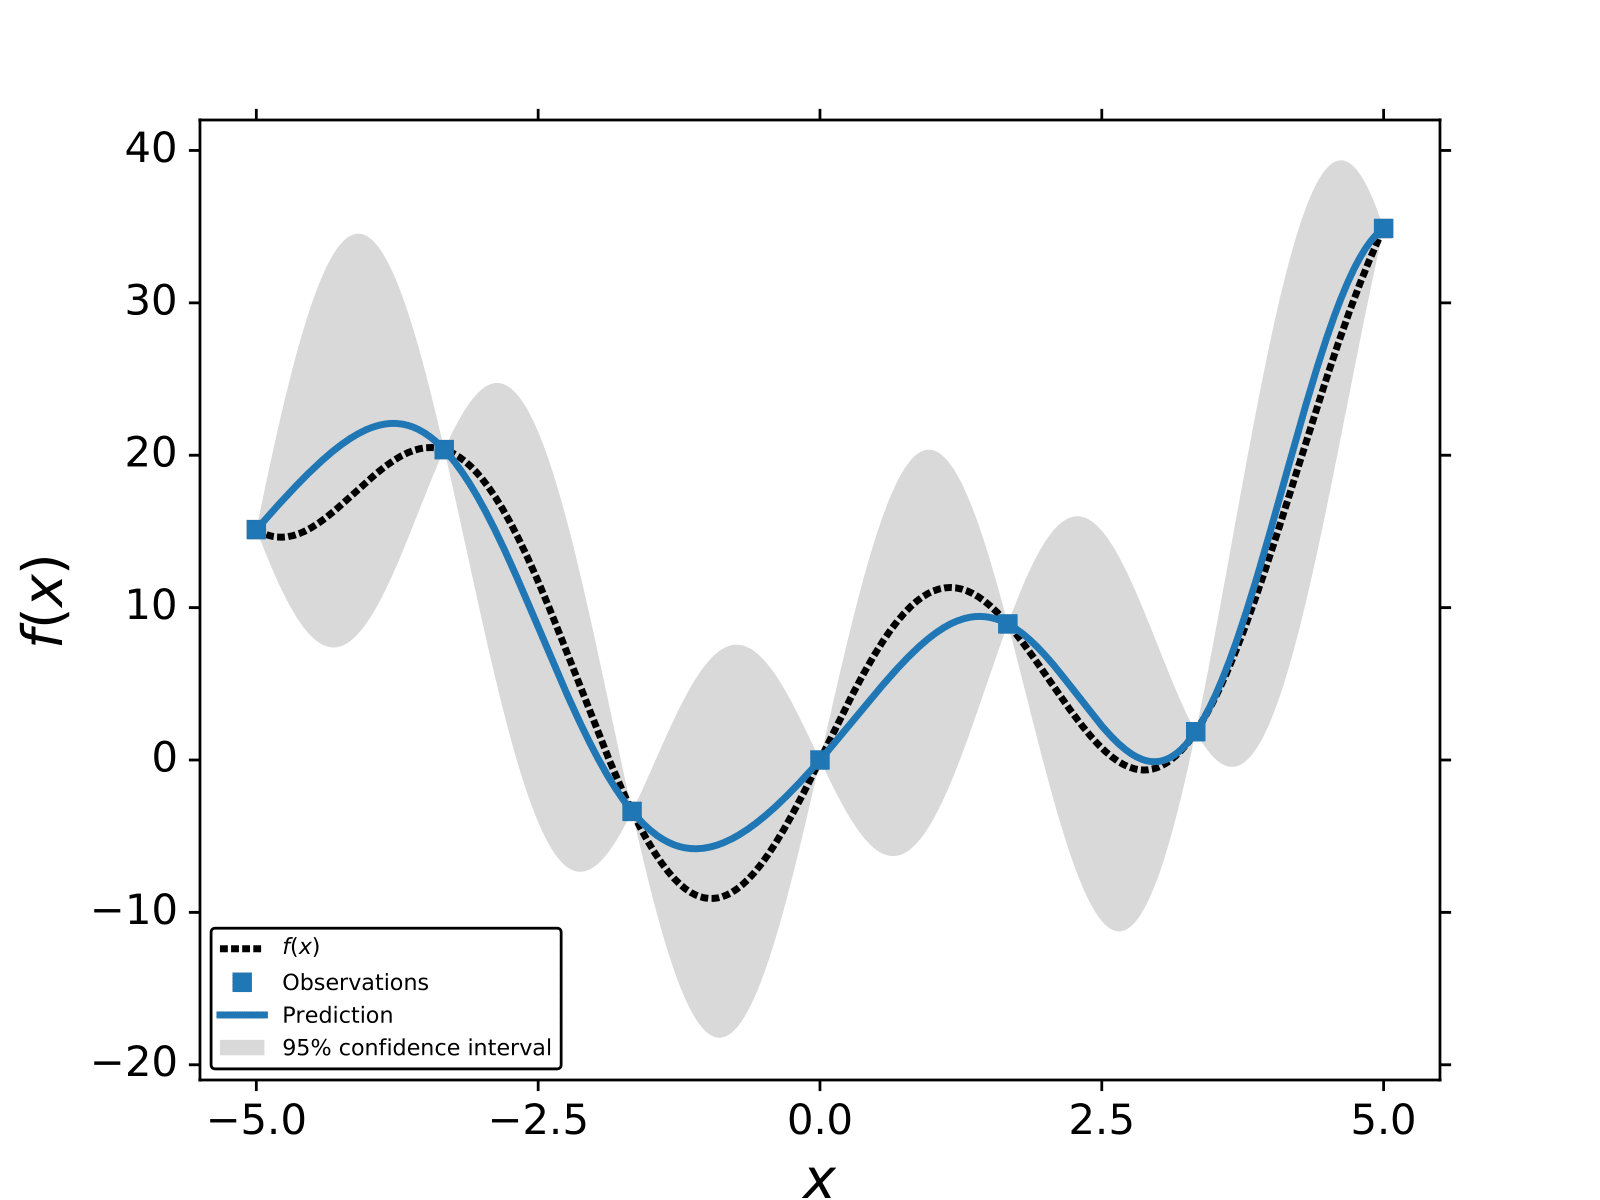 40
30
20
10
0
−10
−20
f(x)
f(x)
Observations
Prediction
95% confidence interval
−5.0 −2.5 0.0 2.5 5.0
x